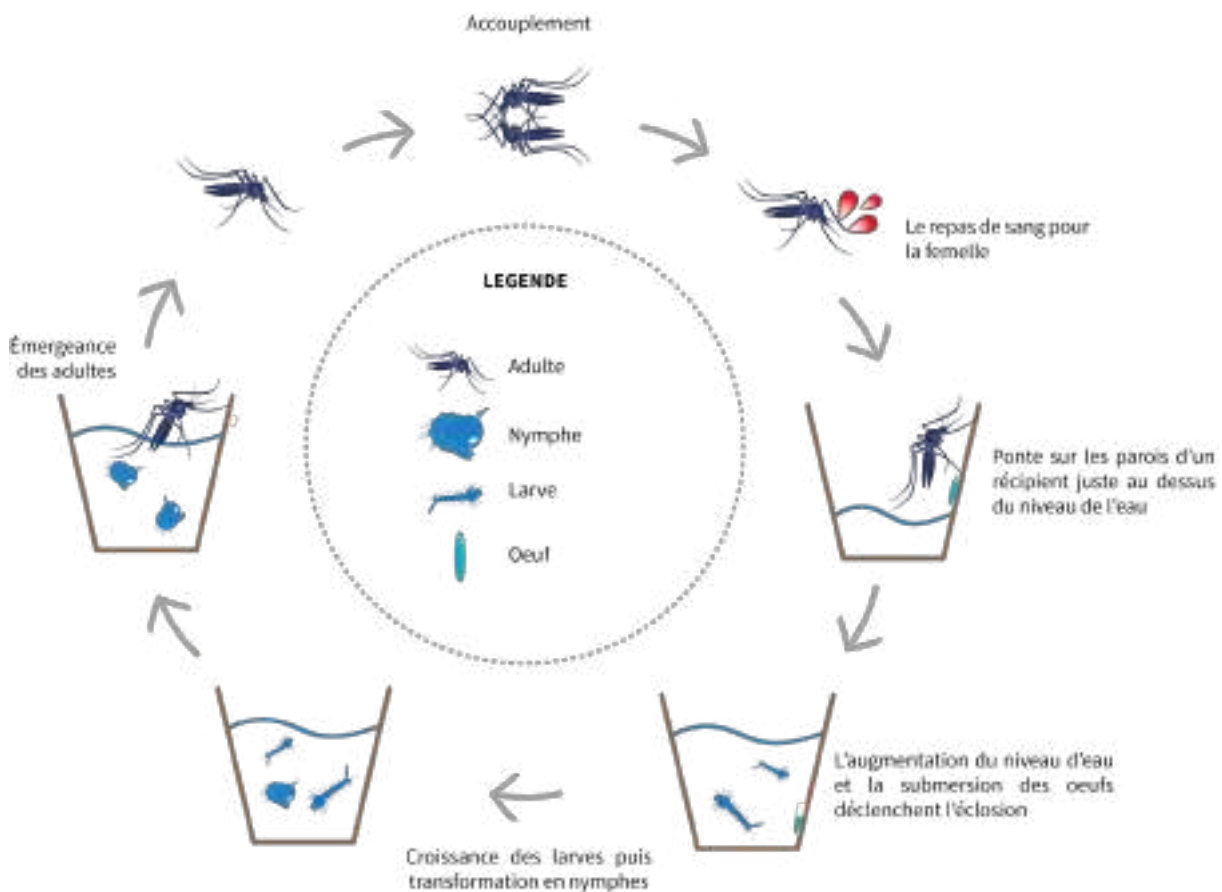 Accouplement
Le repas de sang pour
la femelle
LEGENDE
Émergeance
des adultes
Adulte
Nymphe
Larve
Oeuf
Ponte sur les parois d'un
récipient juste au dessus
du niveau de l'eau
L'augmentation du niveau d'eau
et la submersion des oeufs
déclenchent l'éclosion
Croissance des larves puis
transformation en nymphes